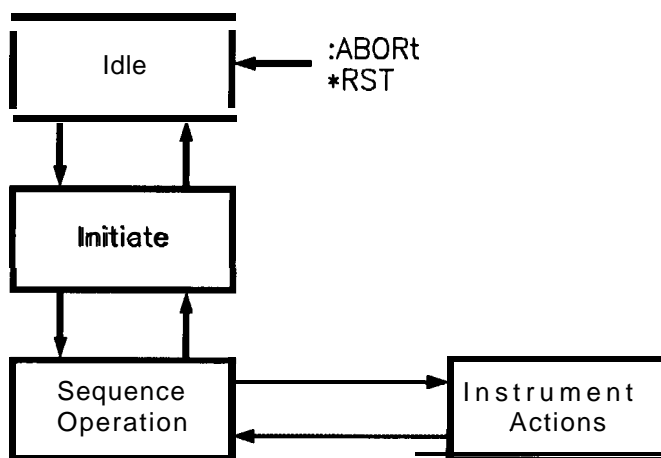 Idle
:ABORt
*RST
Initiate
Sequence
Operation
Instrument
Actions